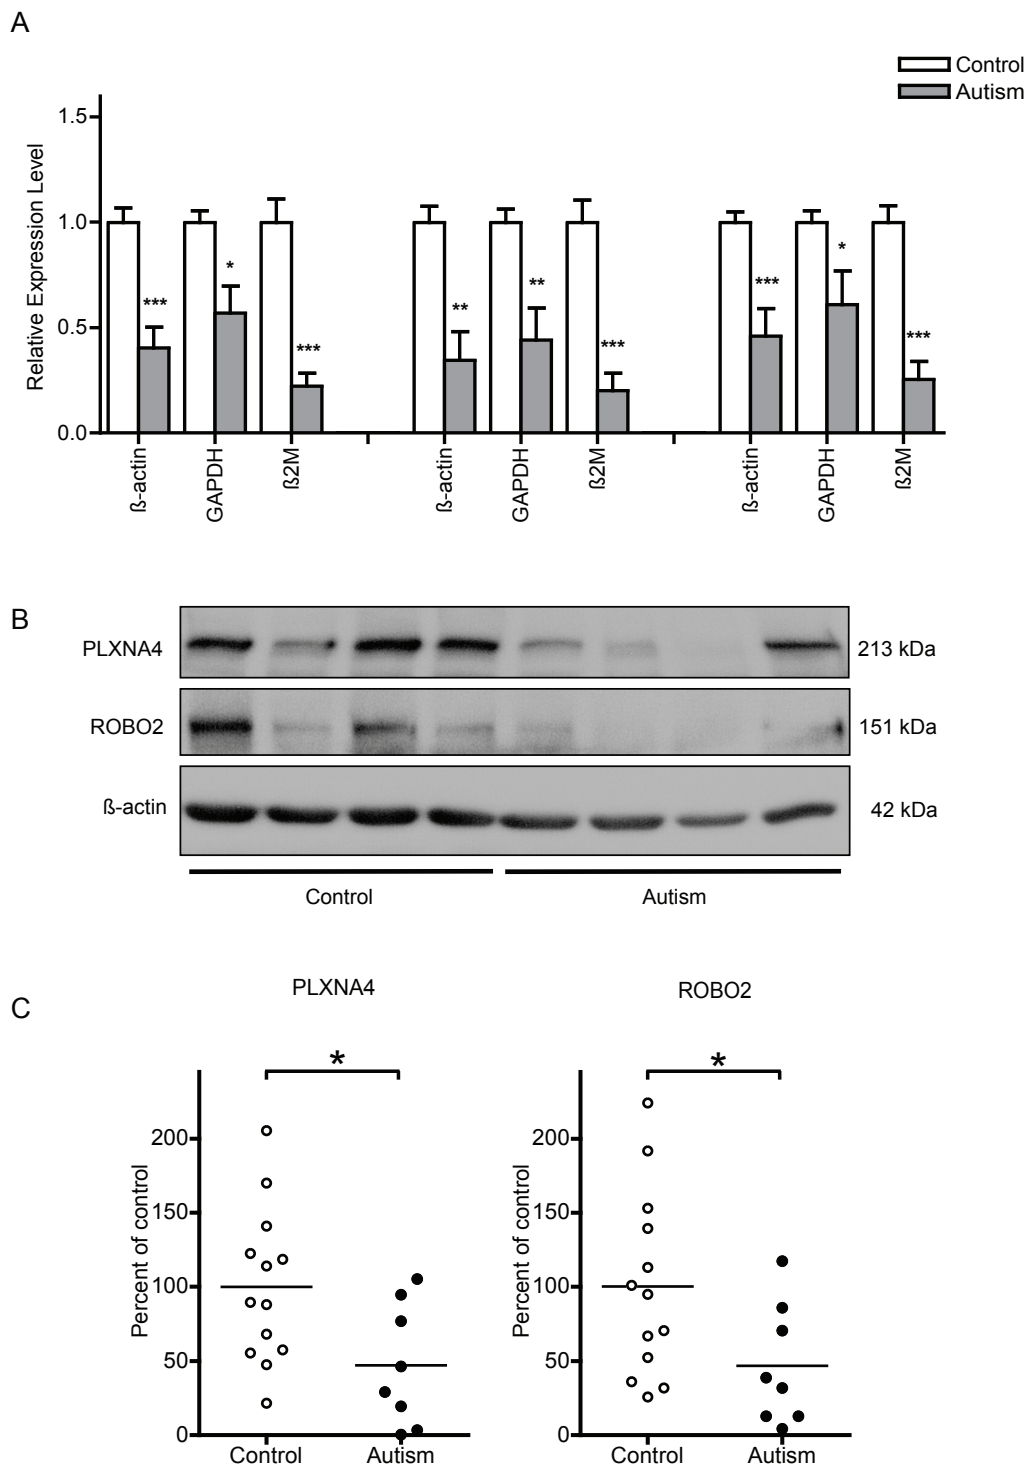 A
Control
Autism
Relative Expression Level
1.5
1.0
0.5
0.0
*** * *** ** ** *** *** * ***
ß-actin GAPDH ß2M ß-actin GAPDH ß2M ß-actin GAPDH ß2M
B
PLXNA4 213 kDa
ROBO2 151 kDa
ß-actin 42 kDa
Control Autism
C
PLXNA4
*
Percent of control
200
150
100
50
0
Control Autism
ROBO2
*
Percent of control
200
150
100
50
0
Control Autism